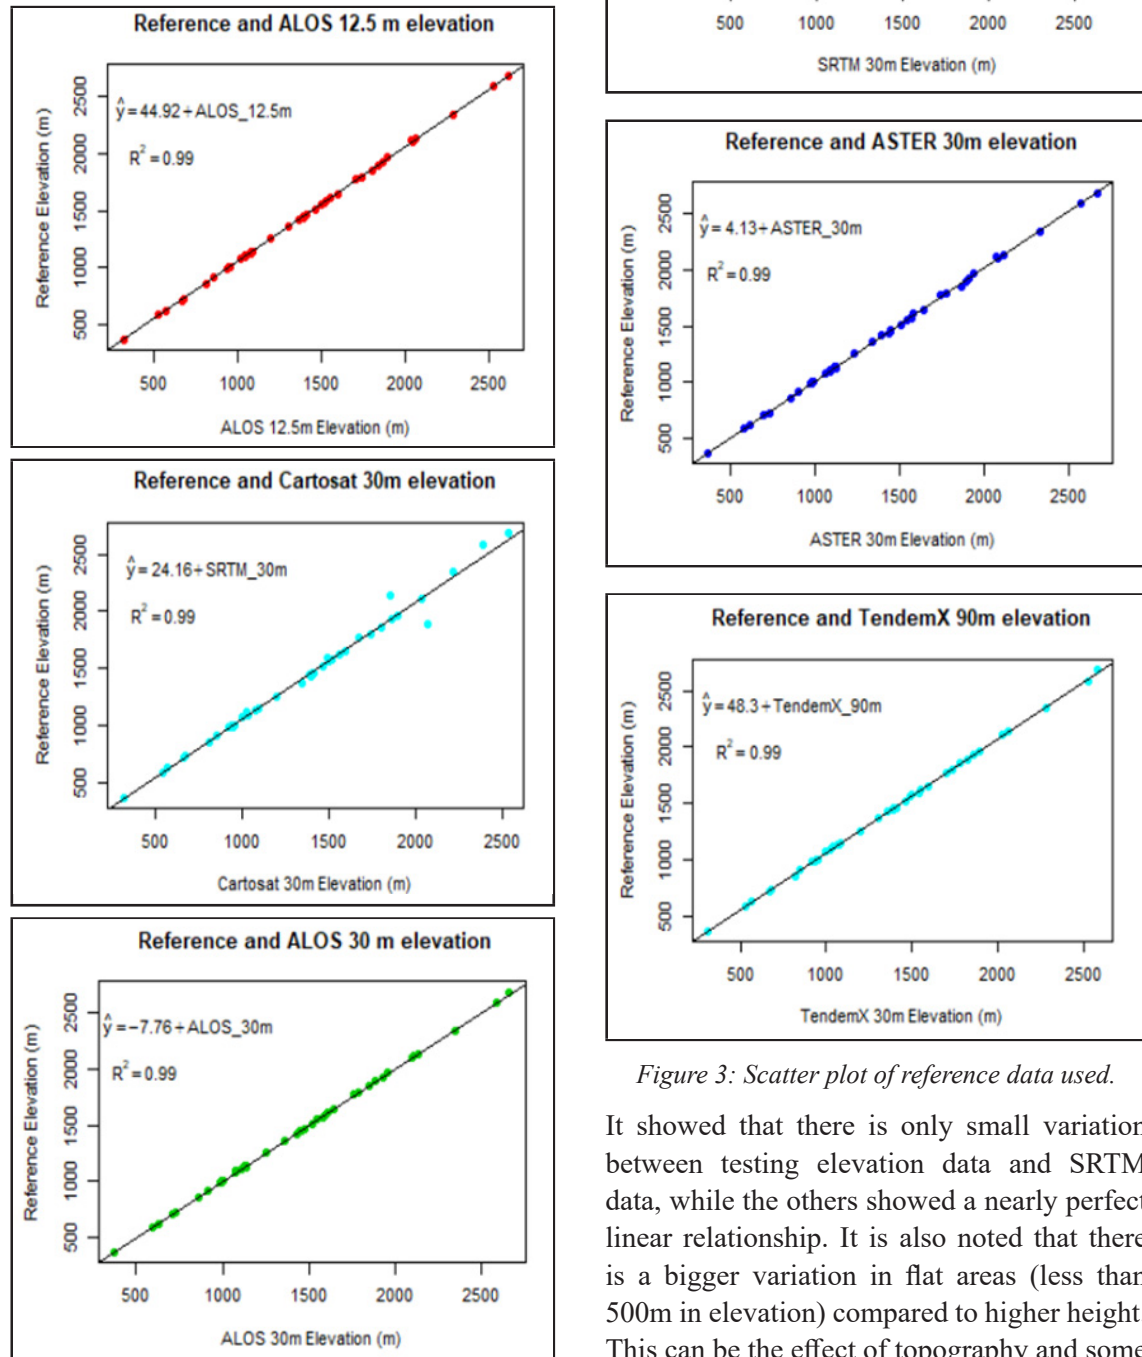 Reference and ALOS 12.5 m elevation
Reference Elevation (m)
2500
2000
1500
1000
500
ŷ = 44.92 + ALOS_12.5m
R² = 0.99
500 1000 1500 2000 2500
ALOS 12.5m Elevation (m)
Reference and Cartosat 30m elevation
Reference Elevation (m)
2500
2000
1500
1000
500
ŷ = 24.16 + SRTM_30m
R² = 0.99
500 1000 1500 2000 2500
Cartosat 30m Elevation (m)
Reference and ALOS 30 m elevation
Reference Elevation (m)
2500
2000
1500
1000
500
ŷ = −7.76 + ALOS_30m
R² = 0.99
500 1000 1500 2000 2500
ALOS 30m Elevation (m)
500 1000 1500 2000 2500
SRTM 30m Elevation (m)
Reference and ASTER 30m elevation
Reference Elevation (m)
2500
2000
1500
1000
500
ŷ = 4.13 + ASTER_30m
R² = 0.99
500 1000 1500 2000 2500
ASTER 30m Elevation (m)
Reference and TendemX 90m elevation
Reference Elevation (m)
2500
2000
1500
1000
500
ŷ = 48.3 + TendemX_90m
R² = 0.99
500 1000 1500 2000 2500
TendemX 30m Elevation (m)
Figure 3: Scatter plot of reference data used.
It showed that there is only small variation
between testing elevation data and SRTM
data, while the others showed a nearly perfect
linear relationship. It is also noted that there
is a bigger variation in flat areas (less than
500m in elevation) compared to higher height.
This can be the effect of topography and some